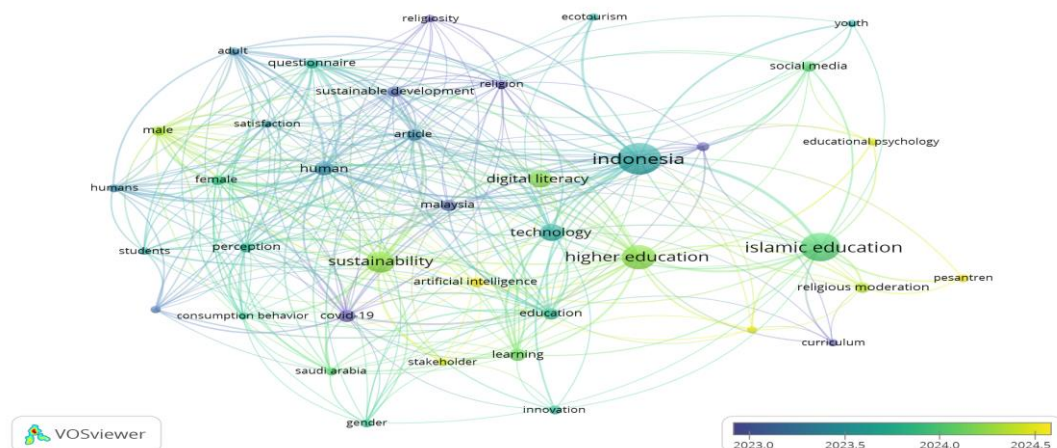 religiosity
ecotourism
youth
adult
questionnaire
social media
sustainable development
religion
male
satisfaction
article
educational psychology
indonesia
human
digital literacy
humans
female
malaysia
technology
islamic education
students
perception
sustainability
higher education
artificial intelligence
pesantren
religious moderation
consumption behavior
covid-19
education
curriculum
learning
stakeholder
saudi arabia
innovation
gender
VOSviewer
2023.0 2023.5 2024.0 2024.5